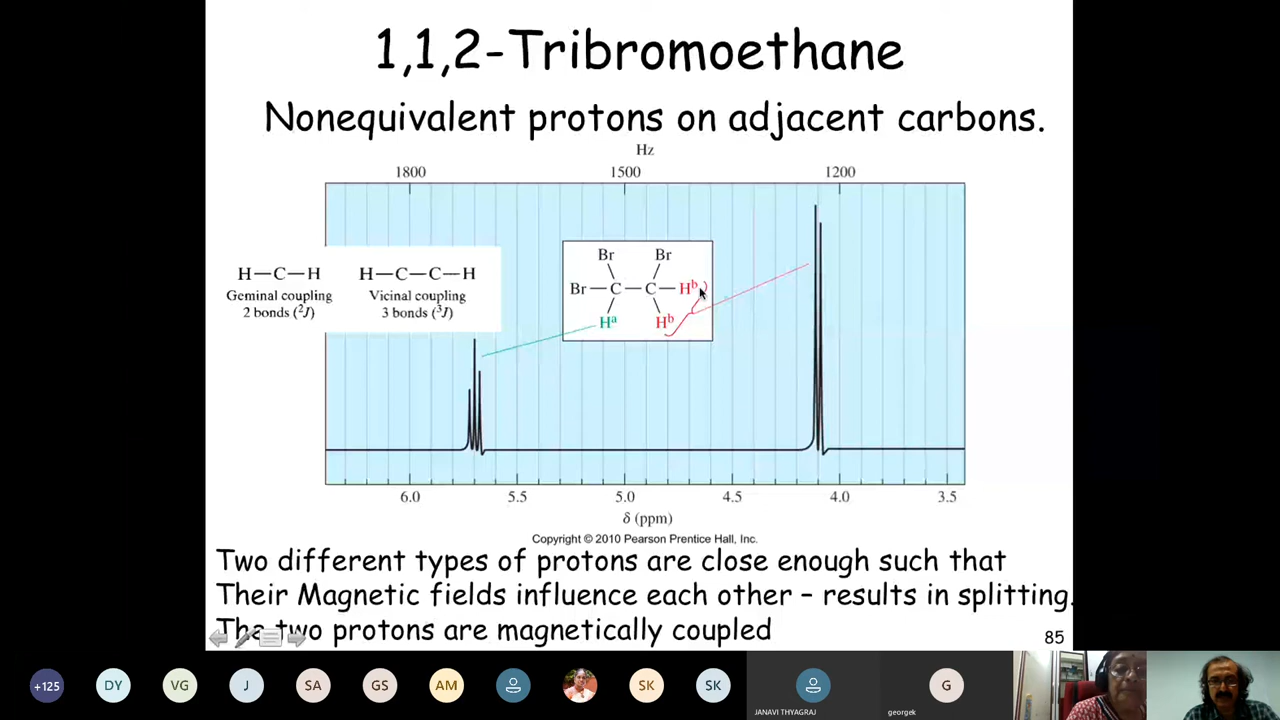 1,1,2-Tribromoethane
Nonequivalent protons on adjacent carbons.
Hz
1800 1500 1200
H—C—H H—C—C—H
Geminal coupling Vicinal coupling
2 bonds (²J) 3 bonds (³J)
Br Br
Br—C—C—Hᵇ
Hᵃ Hᵇ
6.0 5.5 5.0 4.5 4.0 3.5
δ (ppm)
Copyright © 2010 Pearson Prentice Hall, Inc.
Two different types of protons are close enough such that
Their Magnetic fields influence each other – results in splitting.
The two protons are magnetically coupled
85
+125 DY VG J SA GS AM SK SK G
JANAVI THYAGRAJ georgek